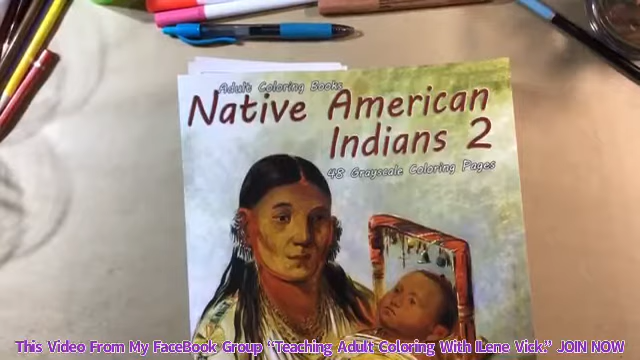 Adult Coloring Books
Native American
Indians 2
48 Grayscale Coloring Pages
This Video From My FaceBook Group "Teaching Adult Coloring With ILene Vick." JOIN NOW